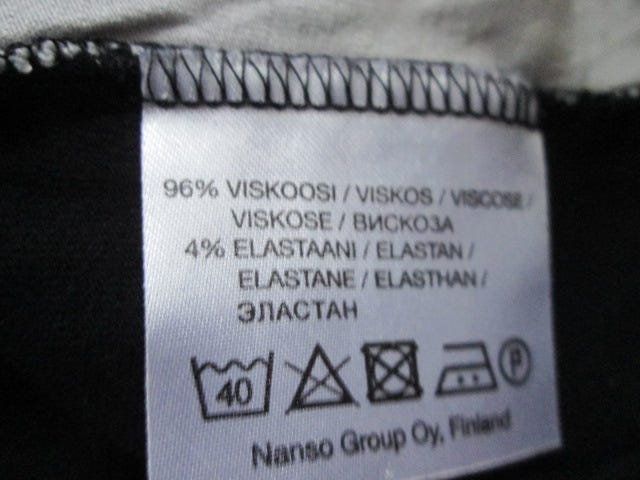 96% VISKOOSI / VISKOS / VISCOSE /
VISKOSE / ВИСКОЗА
4% ELASTAANI / ELASTAN /
ELASTANE / ELASTHAN /
ЭЛАСТАН
40 P
Nanso Group Oy, Finland